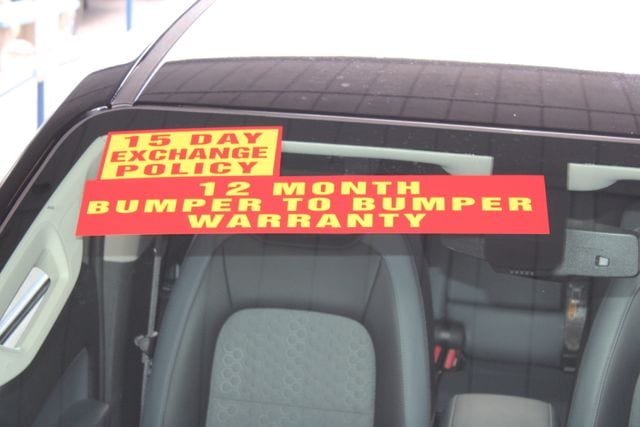 15 DAY
EXCHANGE
POLICY
12 MONTH
BUMPER TO BUMPER
WARRANTY